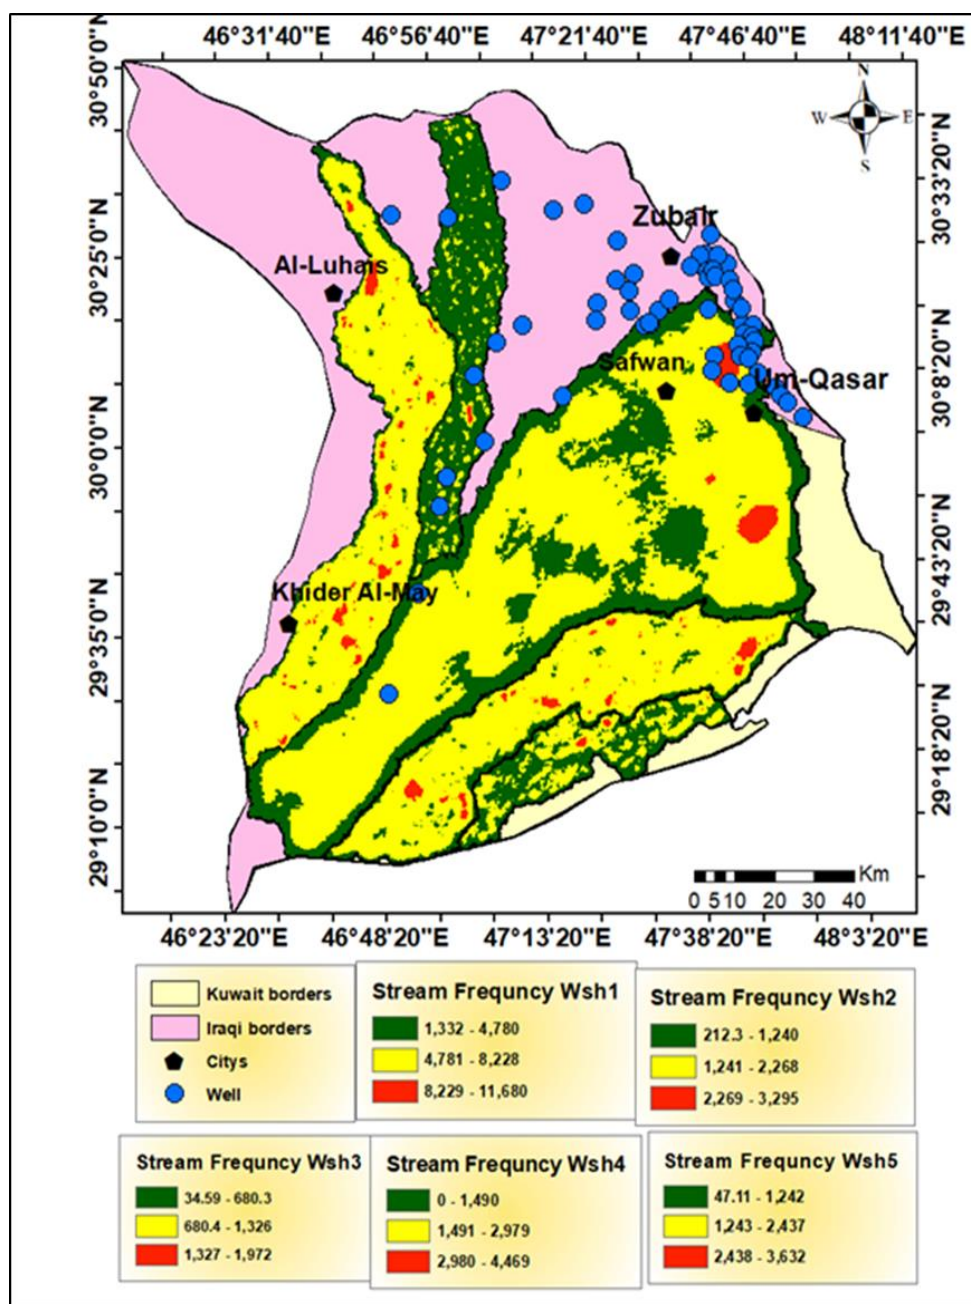 46°31'40"E 46°56'40"E 47°21'40"E 47°46'40"E 48°11'40"E
30°50'0"N
30°25'0"N
30°0'0"N
29°35'0"N
29°10'0"N
N
W E
S
30°33'20"N
30°8'20"N
29°43'20"N
29°18'20"N
Zubair
Al-Luhais
Safwan
Um-Qasar
Khider Al-May
Km
0 5 10 20 30 40
46°23'20"E 46°48'20"E 47°13'20"E 47°38'20"E 48°3'20"E
Kuwait borders
Iraqi borders
Citys
Well
Stream Frequncy Wsh1
1,332 - 4,780
4,781 - 8,228
8,229 - 11,680
Stream Frequncy Wsh2
212.3 - 1,240
1,241 - 2,268
2,269 - 3,295
Stream Frequncy Wsh3
34.59 - 680.3
680.4 - 1,326
1,327 - 1,972
Stream Frequncy Wsh4
0 - 1,490
1,491 - 2,979
2,980 - 4,469
Stream Frequncy Wsh5
47.11 - 1,242
1,243 - 2,437
2,438 - 3,632